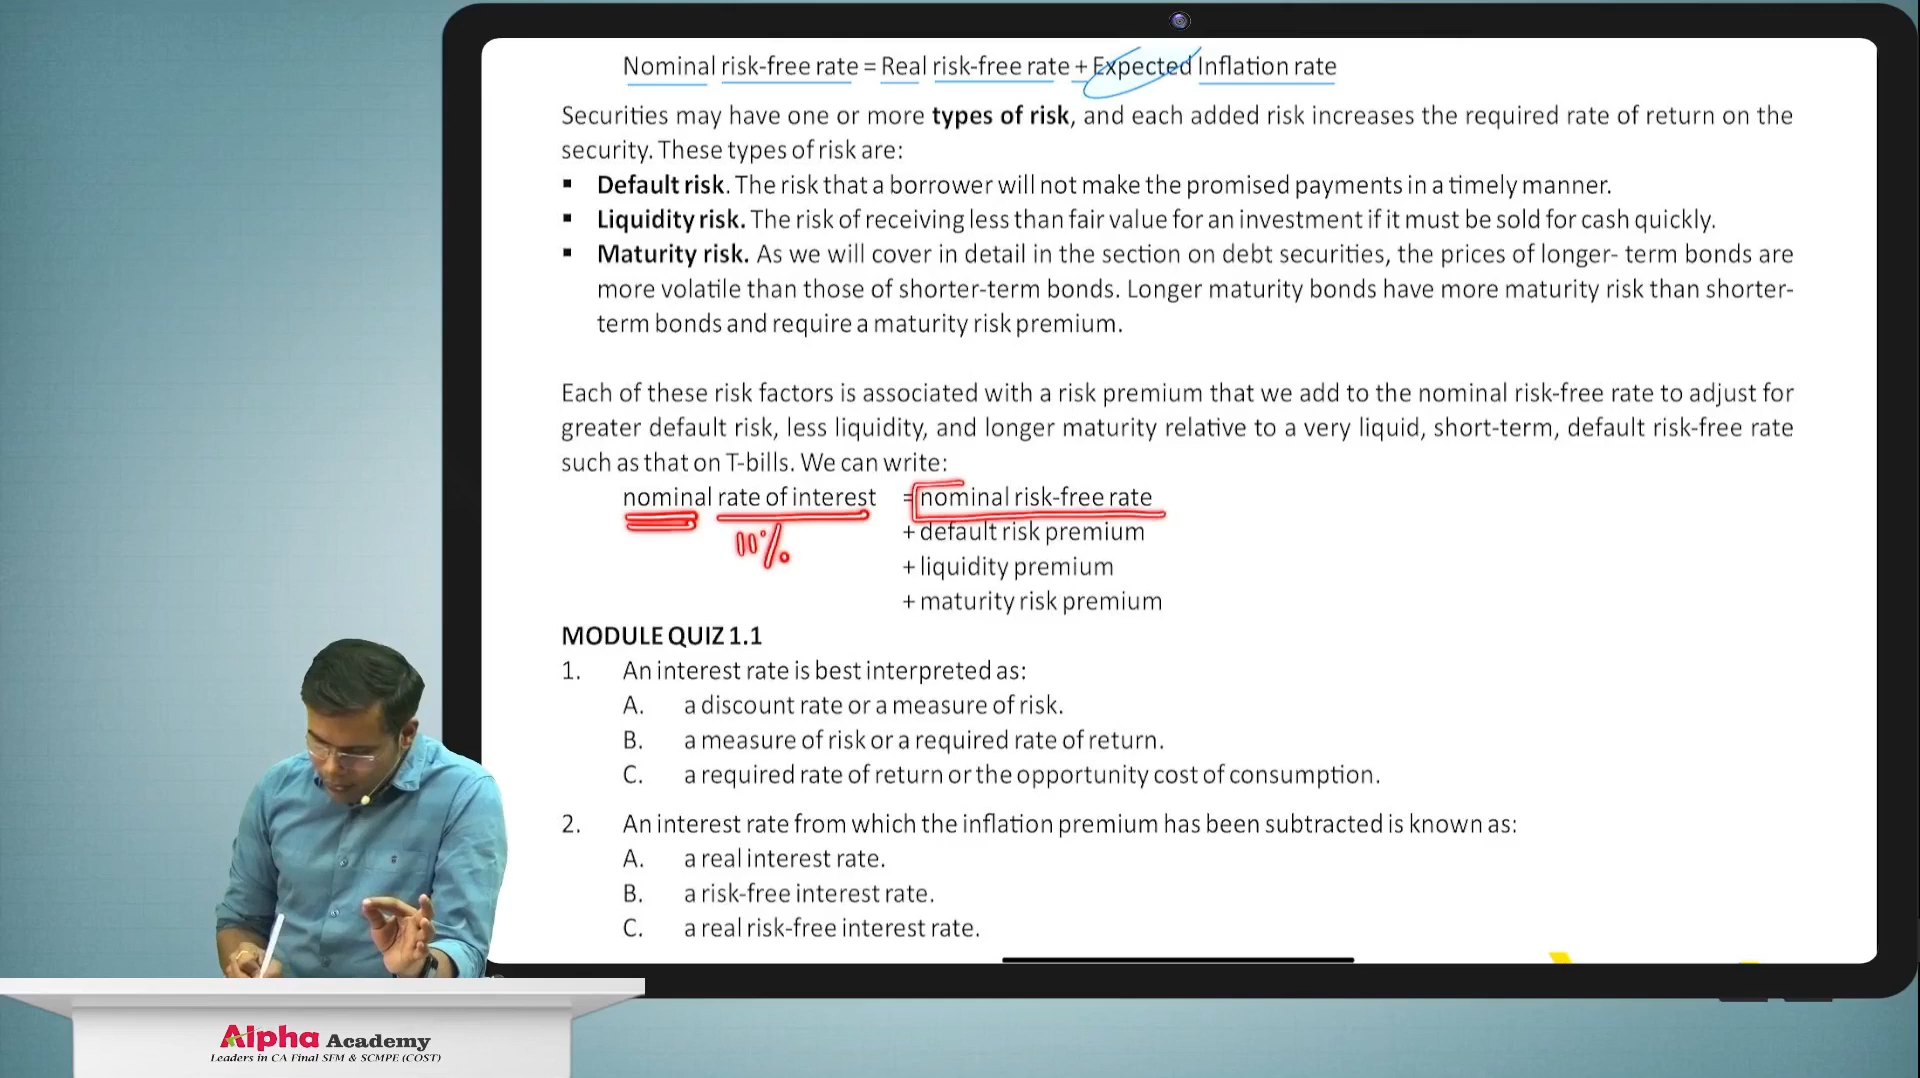 Nominal risk-free rate = Real risk-free rate + Expected Inflation rate
Securities may have one or more types of risk, and each added risk increases the required rate of return on the
security. These types of risk are:
▪ Default risk. The risk that a borrower will not make the promised payments in a timely manner.
▪ Liquidity risk. The risk of receiving less than fair value for an investment if it must be sold for cash quickly.
▪ Maturity risk. As we will cover in detail in the section on debt securities, the prices of longer- term bonds are
more volatile than those of shorter-term bonds. Longer maturity bonds have more maturity risk than shorter-
term bonds and require a maturity risk premium.
Each of these risk factors is associated with a risk premium that we add to the nominal risk-free rate to adjust for
greater default risk, less liquidity, and longer maturity relative to a very liquid, short-term, default risk-free rate
such as that on T-bills. We can write:
nominal rate of interest = nominal risk-free rate
+ default risk premium
+ liquidity premium
+ maturity risk premium
MODULE QUIZ 1.1
1. An interest rate is best interpreted as:
A. a discount rate or a measure of risk.
B. a measure of risk or a required rate of return.
C. a required rate of return or the opportunity cost of consumption.
2. An interest rate from which the inflation premium has been subtracted is known as:
A. a real interest rate.
B. a risk-free interest rate.
C. a real risk-free interest rate.
Alpha Academy
Leaders in CA Final SFM & SCMPE (COST)